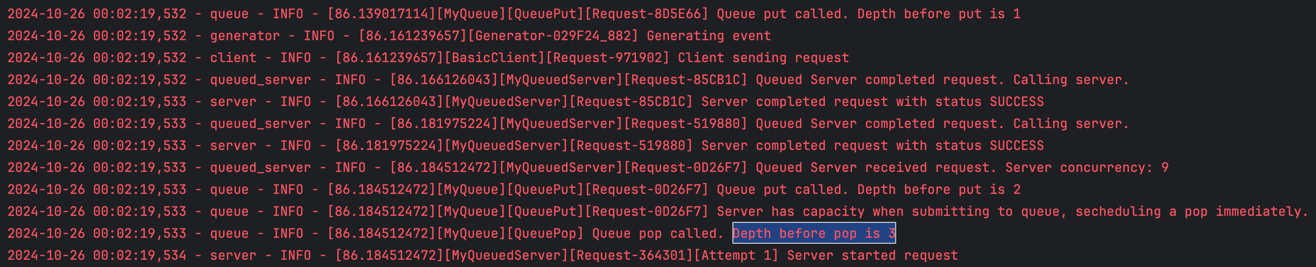 2024-10-26 00:02:19,532 - queue - INFO - [86.139017114][MyQueue][QueuePut][Request-8D5E66] Queue put called. Depth before put is 1
2024-10-26 00:02:19,532 - generator - INFO - [86.161239657][Generator-029F24_882] Generating event
2024-10-26 00:02:19,532 - client - INFO - [86.161239657][BasicClient][Request-971902] Client sending request
2024-10-26 00:02:19,532 - queued_server - INFO - [86.166126043][MyQueuedServer][Request-85CB1C] Queued Server completed request. Calling server.
2024-10-26 00:02:19,533 - server - INFO - [86.166126043][MyQueuedServer][Request-85CB1C] Server completed request with status SUCCESS
2024-10-26 00:02:19,533 - queued_server - INFO - [86.181975224][MyQueuedServer][Request-519880] Queued Server completed request. Calling server.
2024-10-26 00:02:19,533 - server - INFO - [86.181975224][MyQueuedServer][Request-519880] Server completed request with status SUCCESS
2024-10-26 00:02:19,533 - queued_server - INFO - [86.184512472][MyQueuedServer][Request-0D26F7] Queued Server received request. Server concurrency: 9
2024-10-26 00:02:19,533 - queue - INFO - [86.184512472][MyQueue][QueuePut][Request-0D26F7] Queue put called. Depth before put is 2
2024-10-26 00:02:19,533 - queue - INFO - [86.184512472][MyQueue][QueuePut][Request-0D26F7] Server has capacity when submitting to queue, secheduling a pop immediately.
2024-10-26 00:02:19,533 - queue - INFO - [86.184512472][MyQueue][QueuePop] Queue pop called. Depth before pop is 3
2024-10-26 00:02:19,534 - server - INFO - [86.184512472][MyQueuedServer][Request-364301][Attempt 1] Server started request